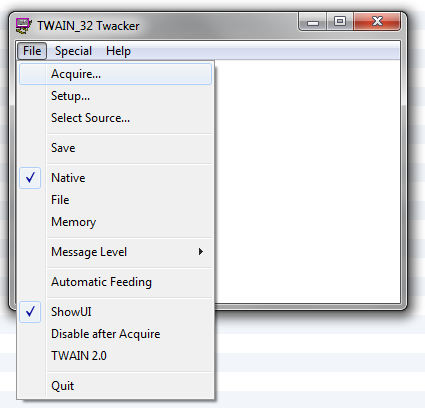 TWAIN_32 Twacker
File Special Help
Acquire...
Setup...
Select Source...
Save
Native
File
Memory
Message Level
Automatic Feeding
ShowUI
Disable after Acquire
TWAIN 2.0
Quit